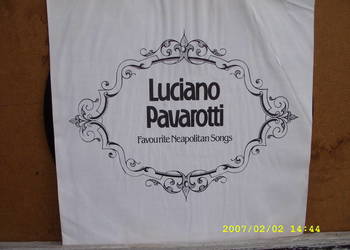 Luciano
Pavarotti
Favourite Neapolitan Songs
2007/02/02 14:44